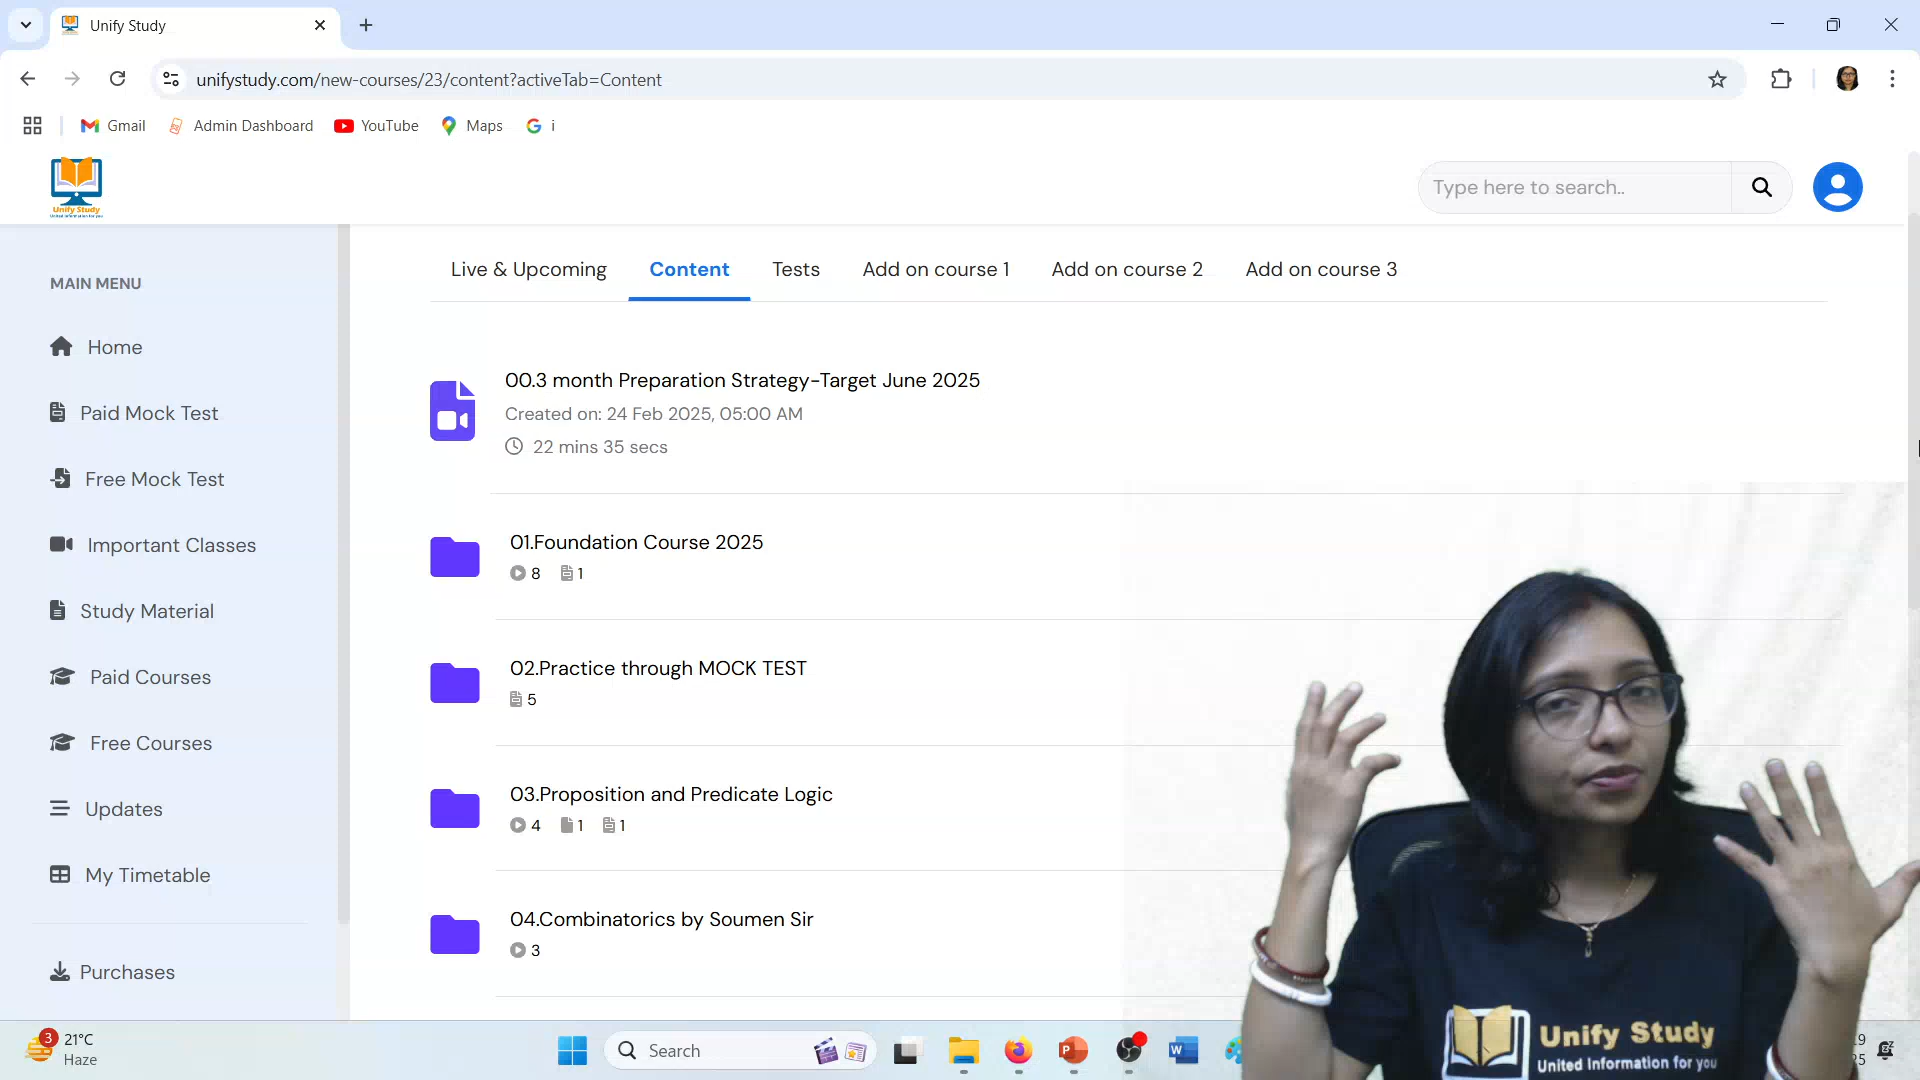 Unify Study
unifystudy.com/new-courses/23/content?activeTab=Content
Gmail
Admin Dashboard
YouTube
Maps
i
Unify Study
Type here to search..
MAIN MENU
Home
Paid Mock Test
Free Mock Test
Important Classes
Study Material
Paid Courses
Free Courses
Updates
My Timetable
Purchases
Live & Upcoming
Content
Tests
Add on course 1
Add on course 2
Add on course 3
00.3 month Preparation Strategy-Target June 2025
Created on: 24 Feb 2025, 05:00 AM
22 mins 35 secs
01.Foundation Course 2025
8 1
02.Practice through MOCK TEST
5
03.Proposition and Predicate Logic
4 1 1
04.Combinatorics by Soumen Sir
3
Unify Study
United Information for you
3
21°C
Haze
Search